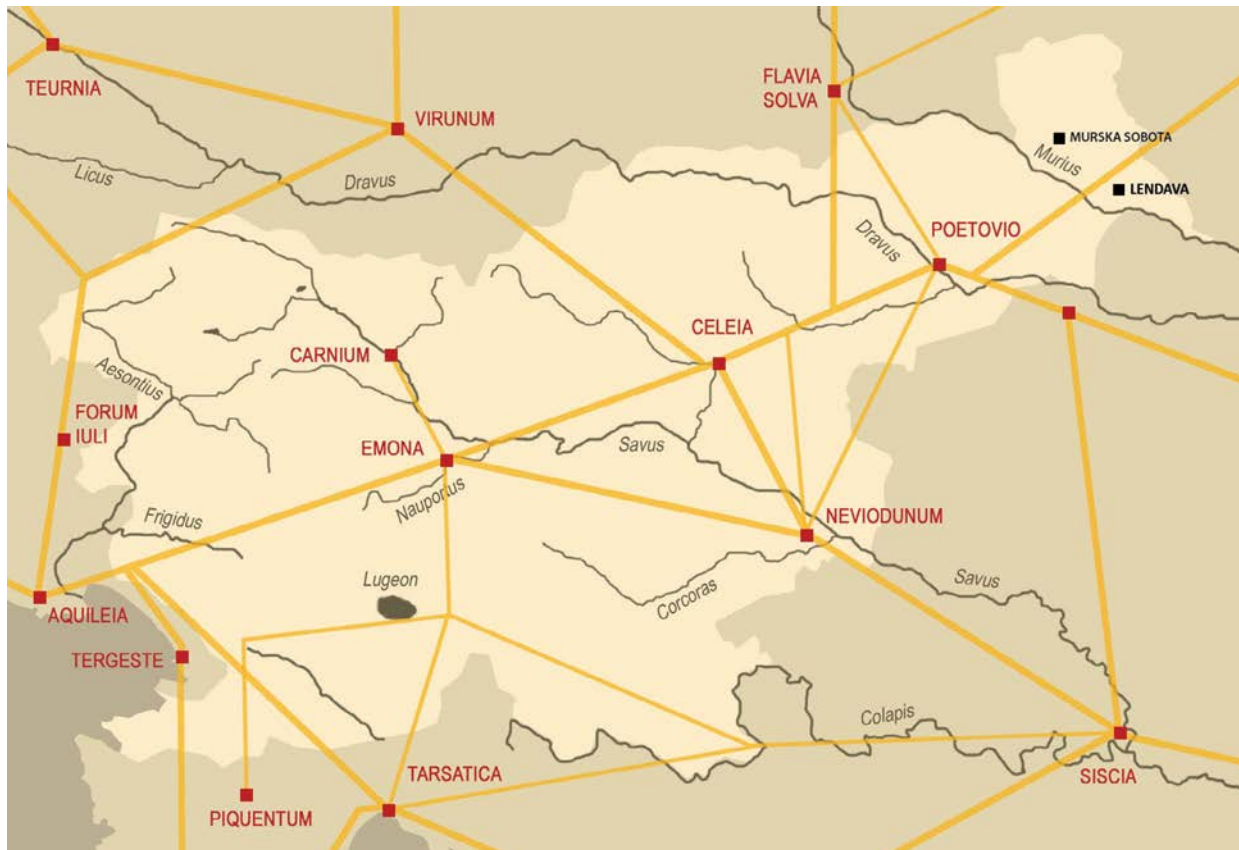 TEURNIA
VIRUNUM
FLAVIA
SOLVA
MURSKA SOBOTA
Licus
Dravus
Murius
LENDAVA
POETOVIO
Dravus
CELEIA
CARNIUM
Aesontius
FORUM
IULI
EMONA
Savus
Nauportus
Frigidus
NEVIODUNUM
Lugeon
Savus
Corcoras
AQUILEIA
TERGESTE
Colapis
TARSATICA
SISCIA
PIQUENTUM